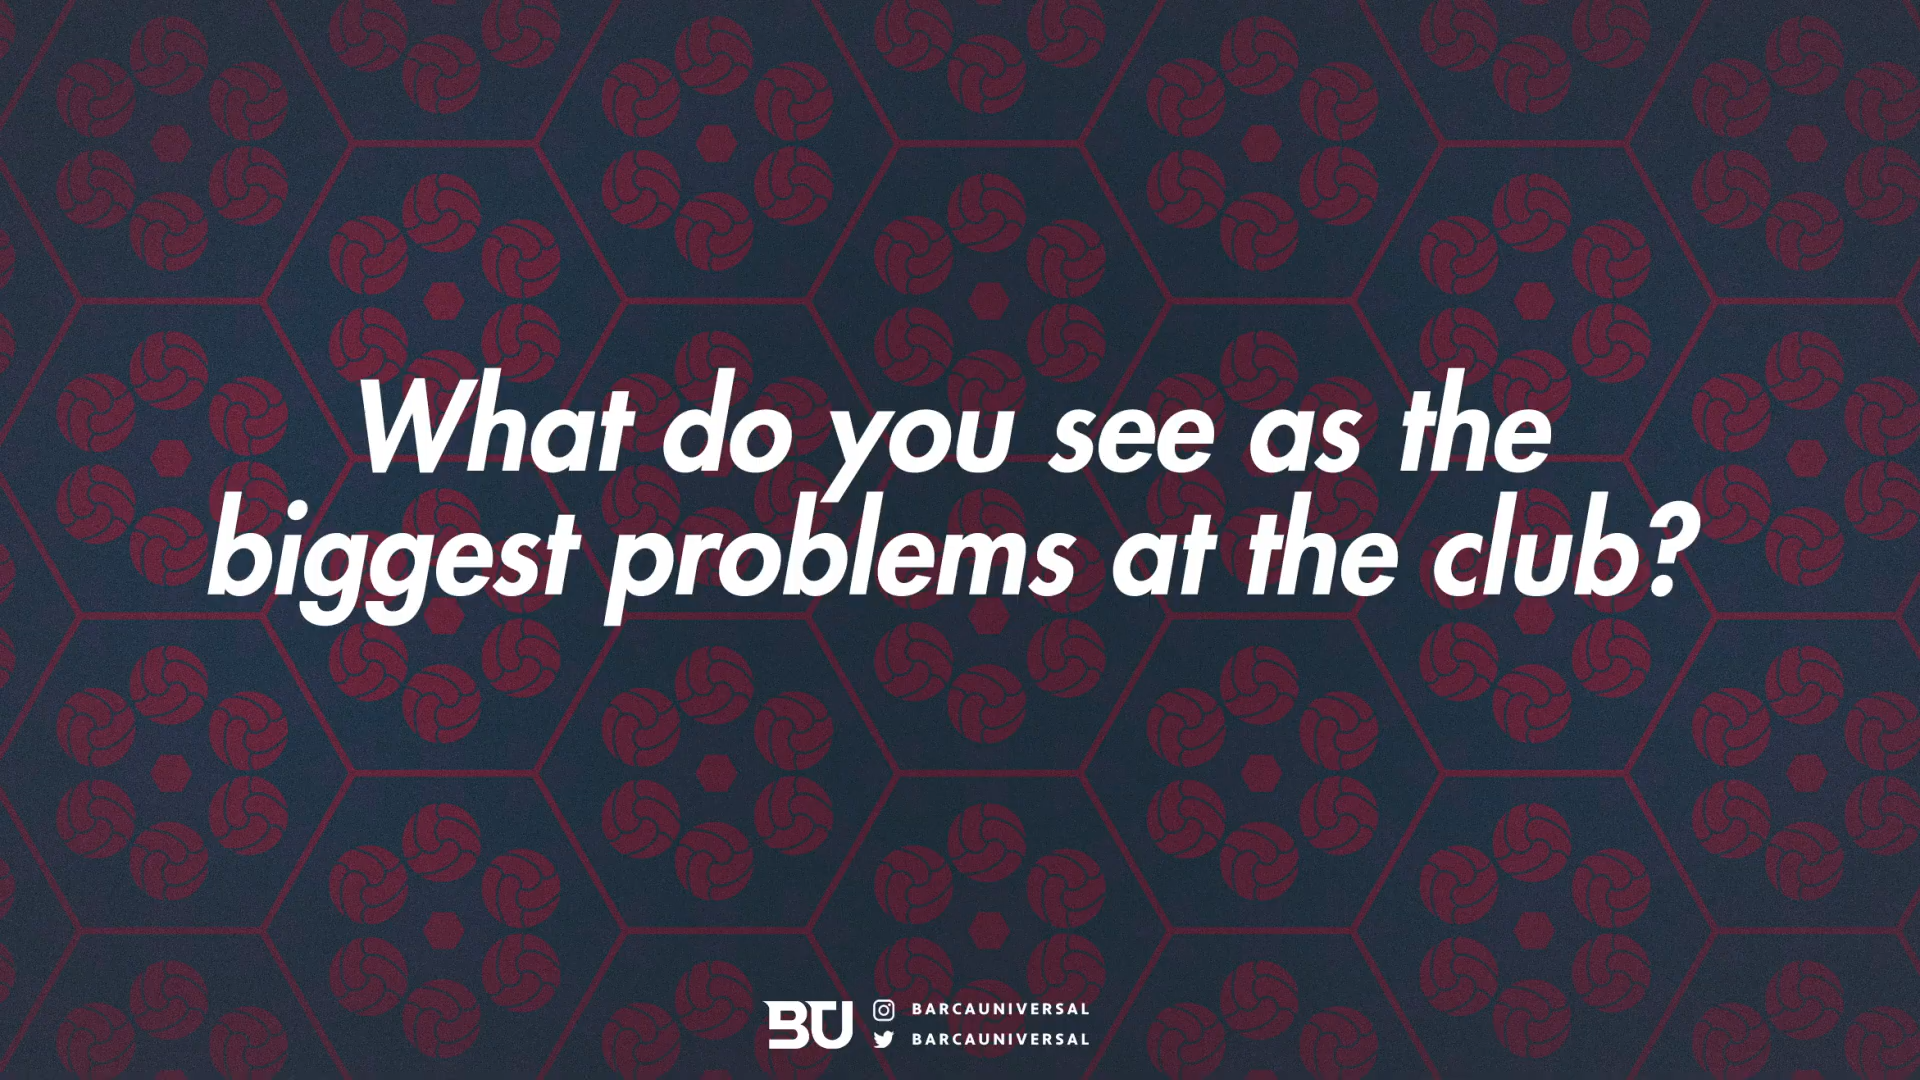 What do you see as the
biggest problems at the club?
BU
BARCAUNIVERSAL
BARCAUNIVERSAL